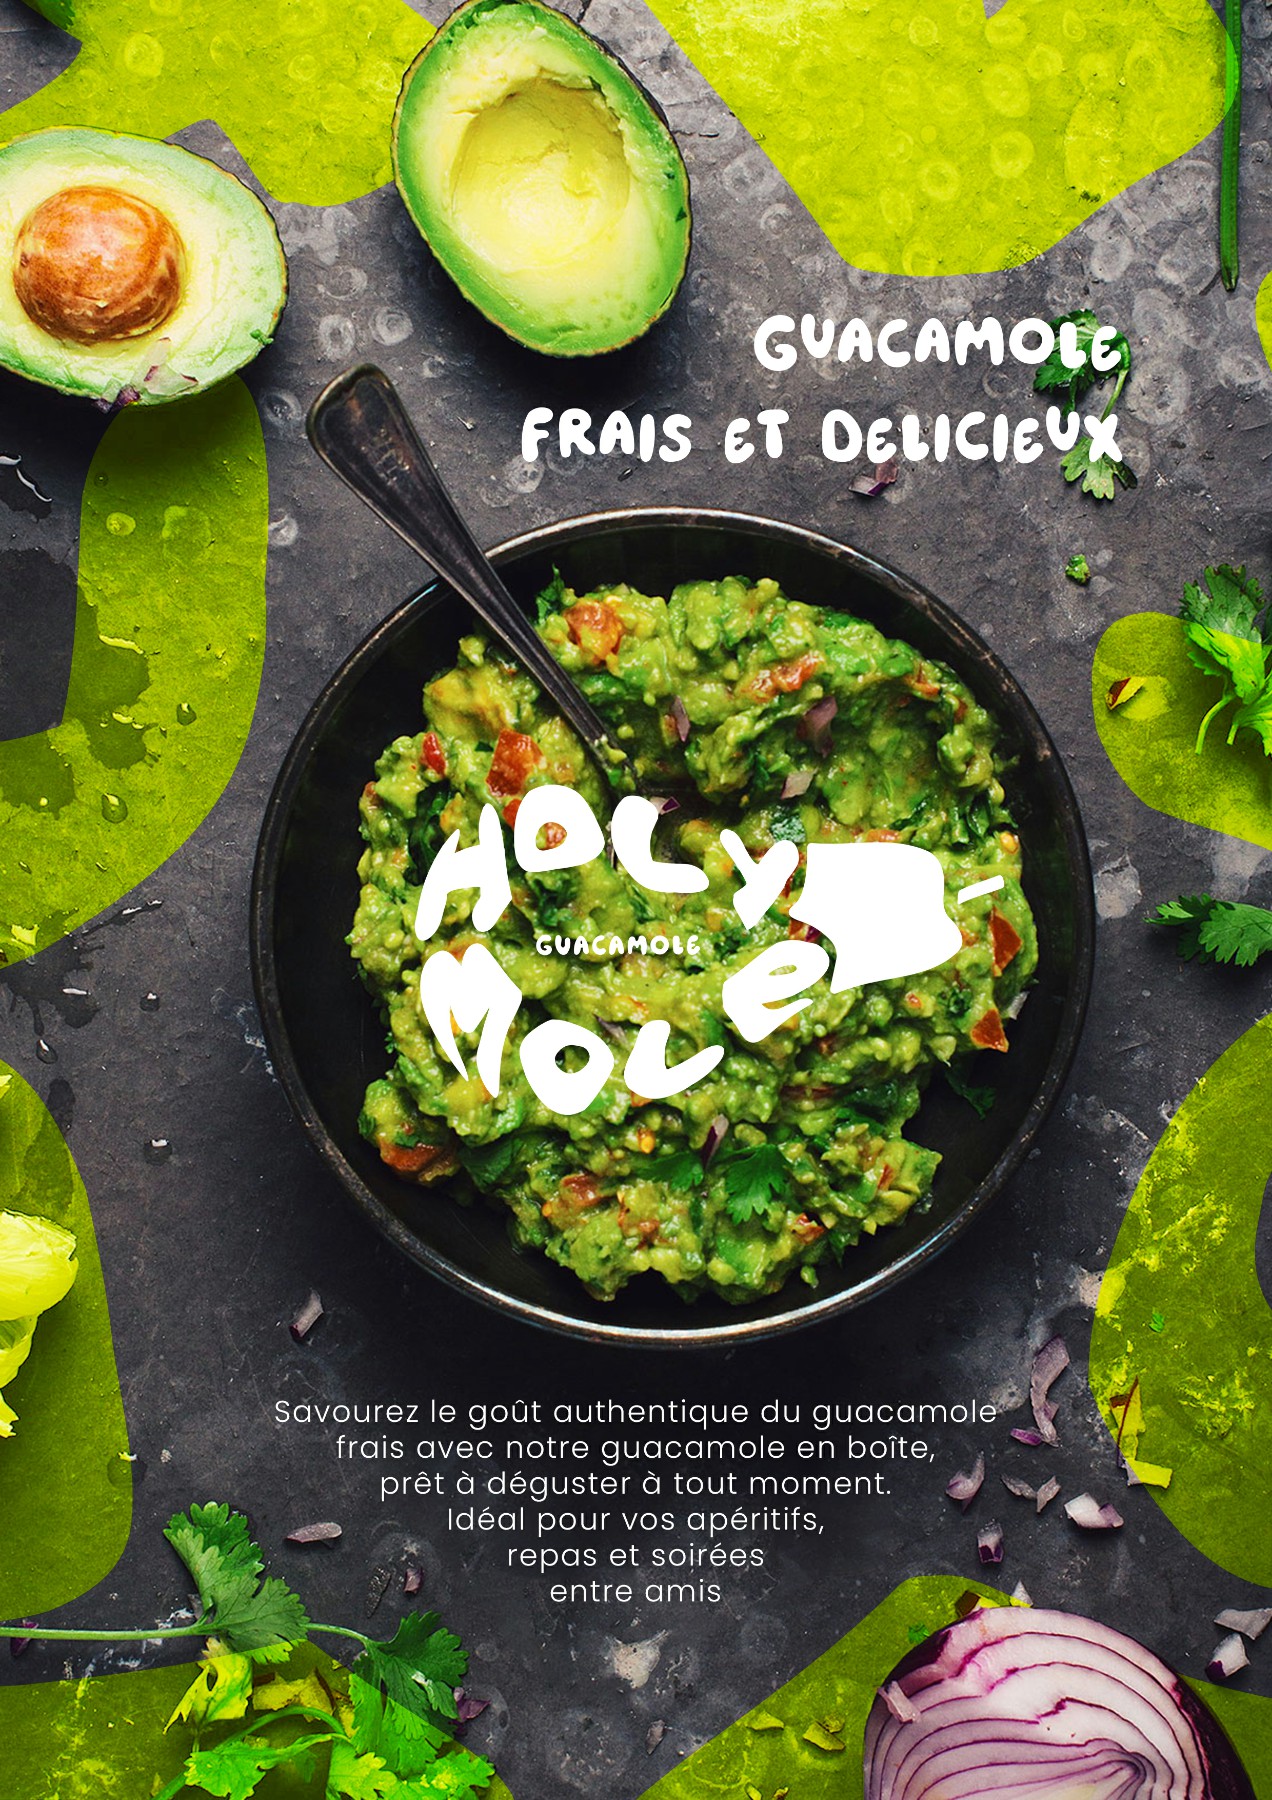 GUACAMOLE
FRAIS ET DELICIEUX
HOLY
GUACAMOLE
MOLE
Savourez le goût authentique du guacamole
frais avec notre guacamole en boîte,
prêt à déguster à tout moment.
Idéal pour vos apéritifs,
repas et soirées
entre amis